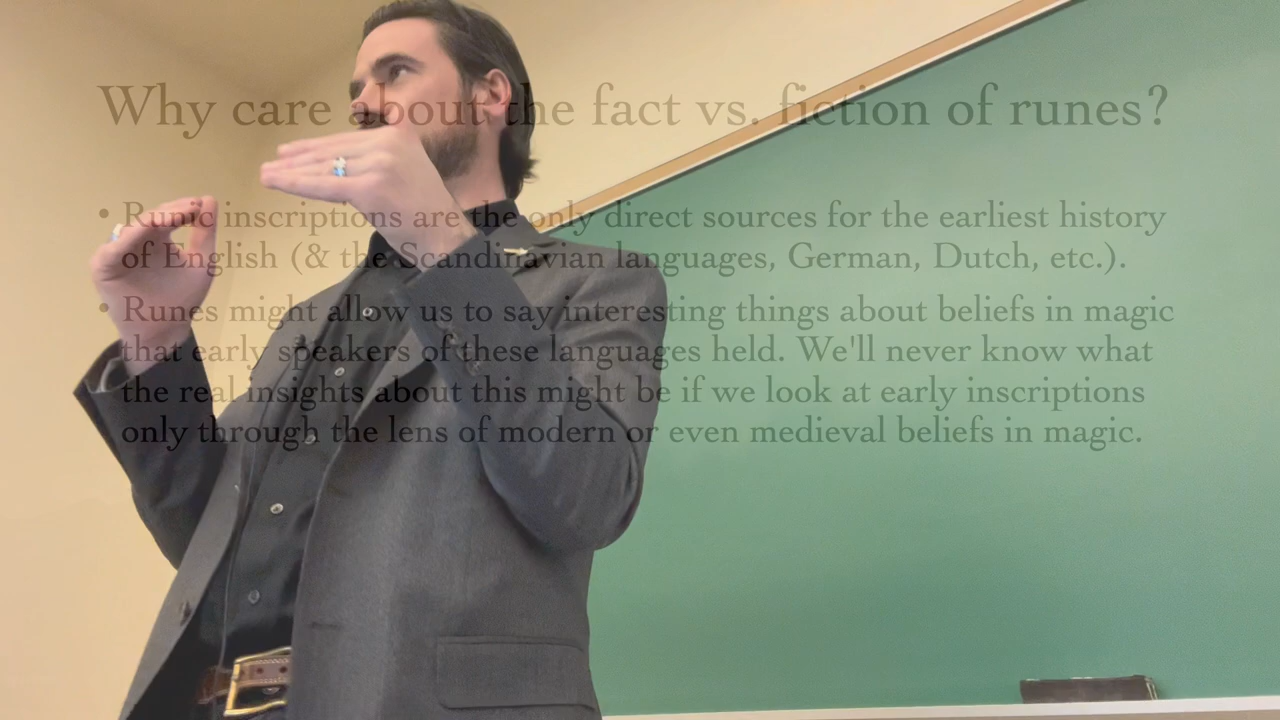 Why care about the fact vs. fiction of runes?
• Rune inscriptions are the only direct sources for the earliest history
of English (& the Scandinavian languages, German, Dutch, etc.).
• Runes might allow us to say interesting things about beliefs in magic
that early speakers of these languages held. We'll never know what
the real insights about this might be if we look at early inscriptions
only through the lens of modern or even medieval beliefs in magic.